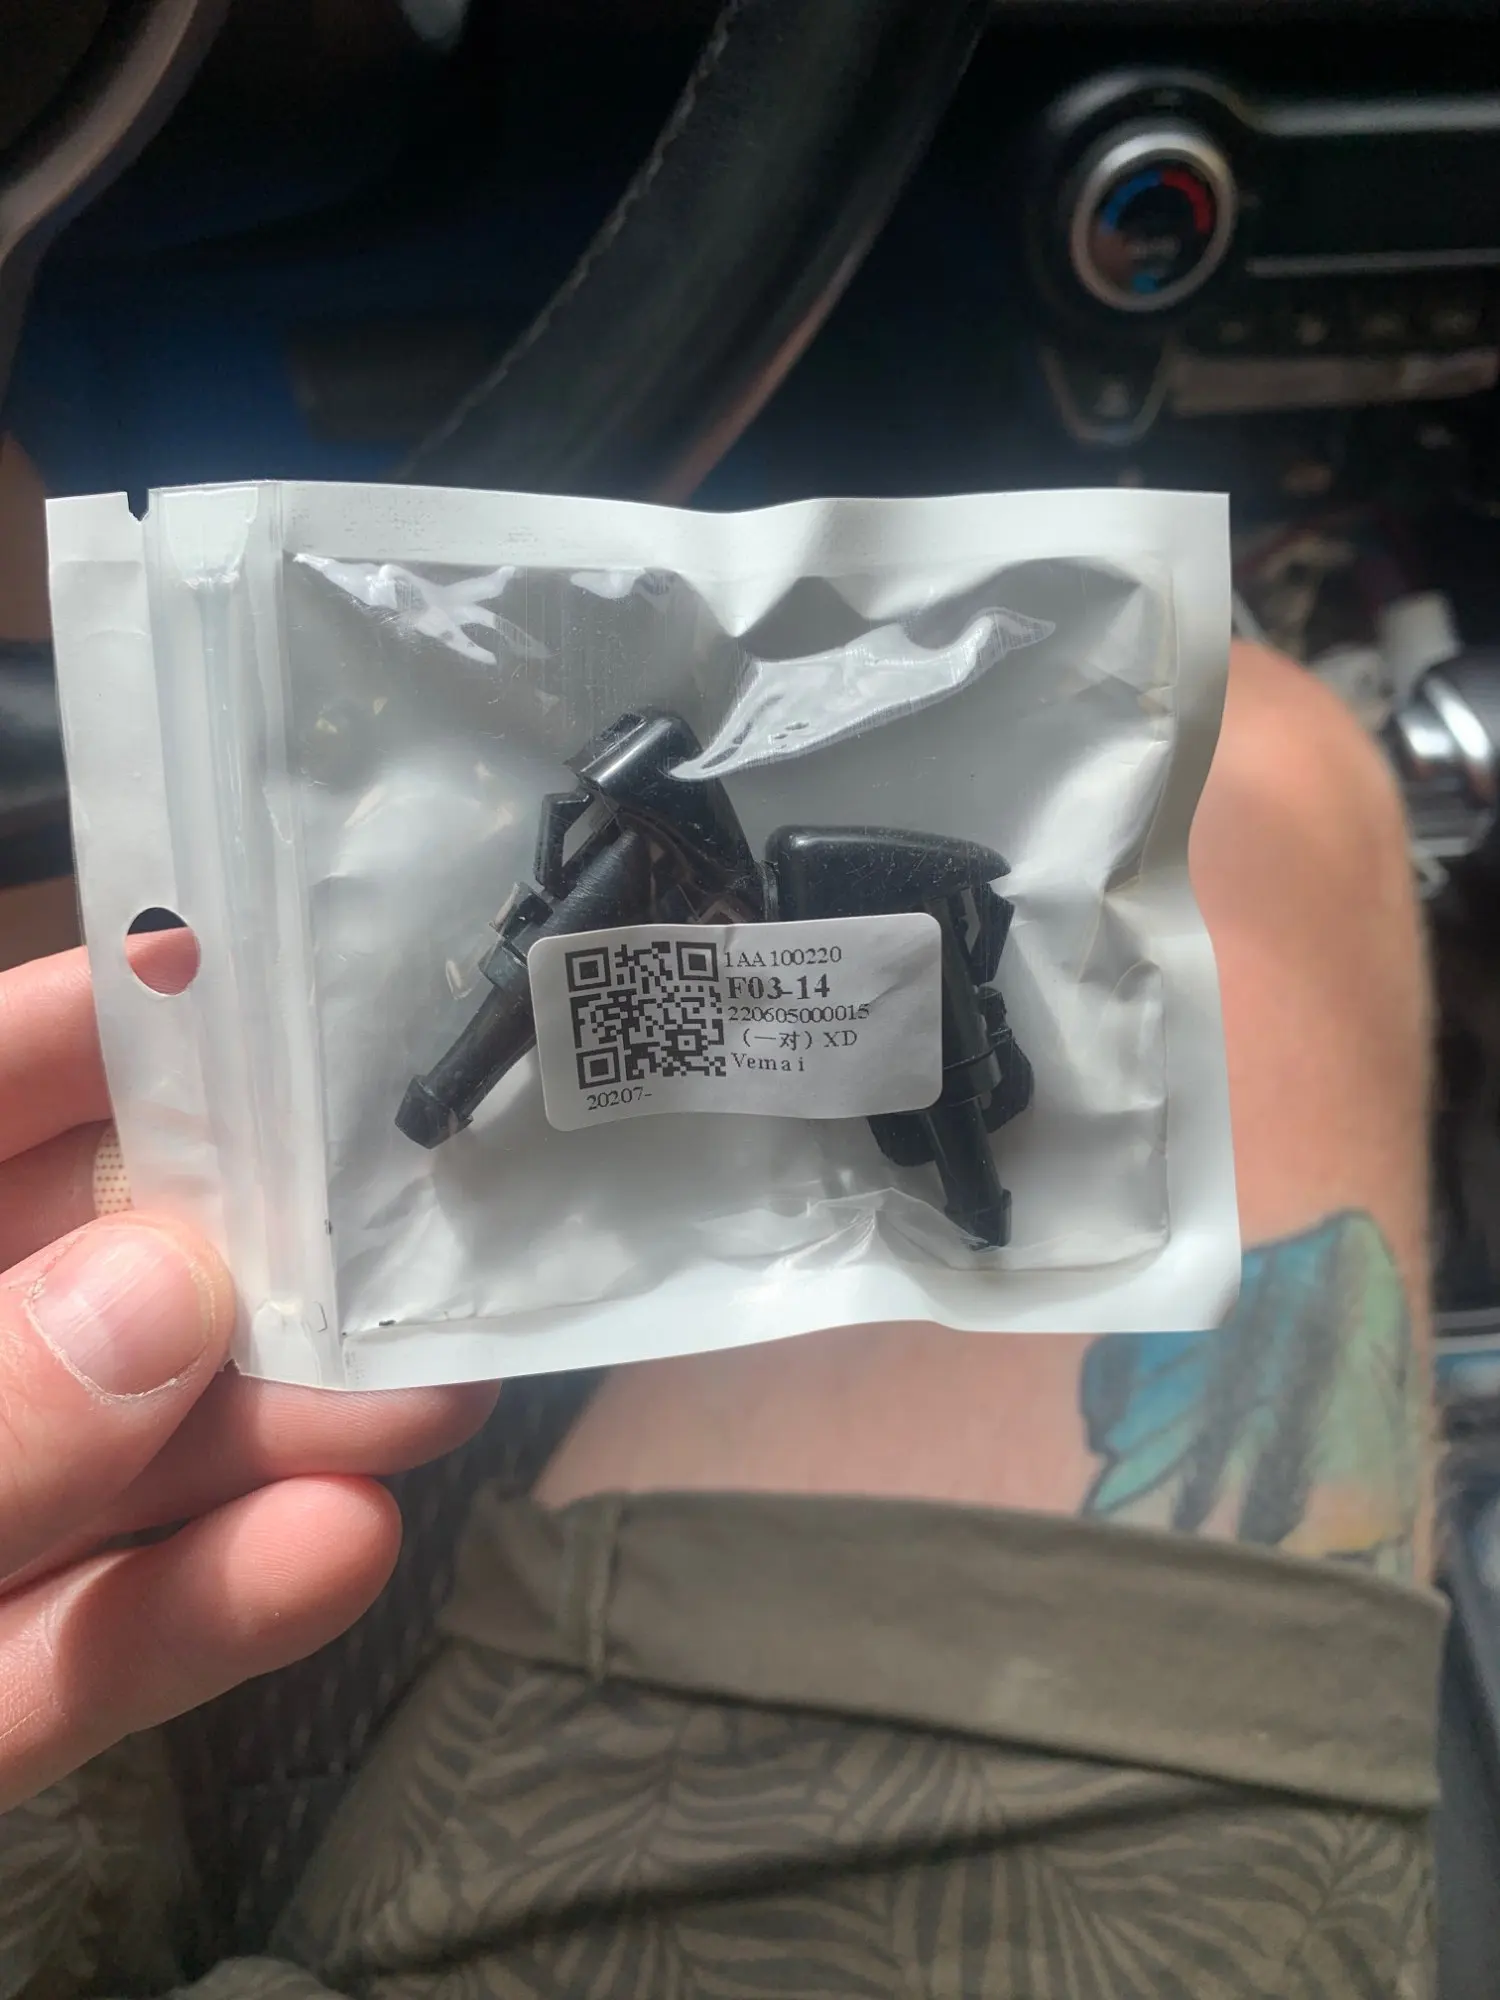 1AA100220
F03-14
220605000015
（一对）XD
Vemai
20207-